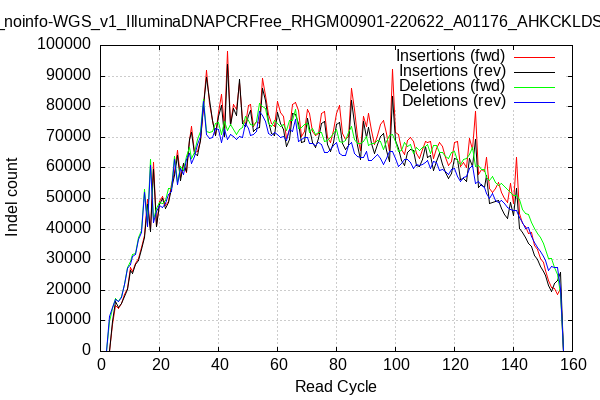 _noinfo-WGS_v1_IlluminaDNAPCRFree_RHGM00901-220622_A01176_AHKCKLDS
Insertions (fwd)
Insertions (rev)
Deletions (fwd)
Deletions (rev)
Indel count
100000
90000
80000
70000
60000
50000
40000
30000
20000
10000
0
0 20 40 60 80 100 120 140 160
Read Cycle